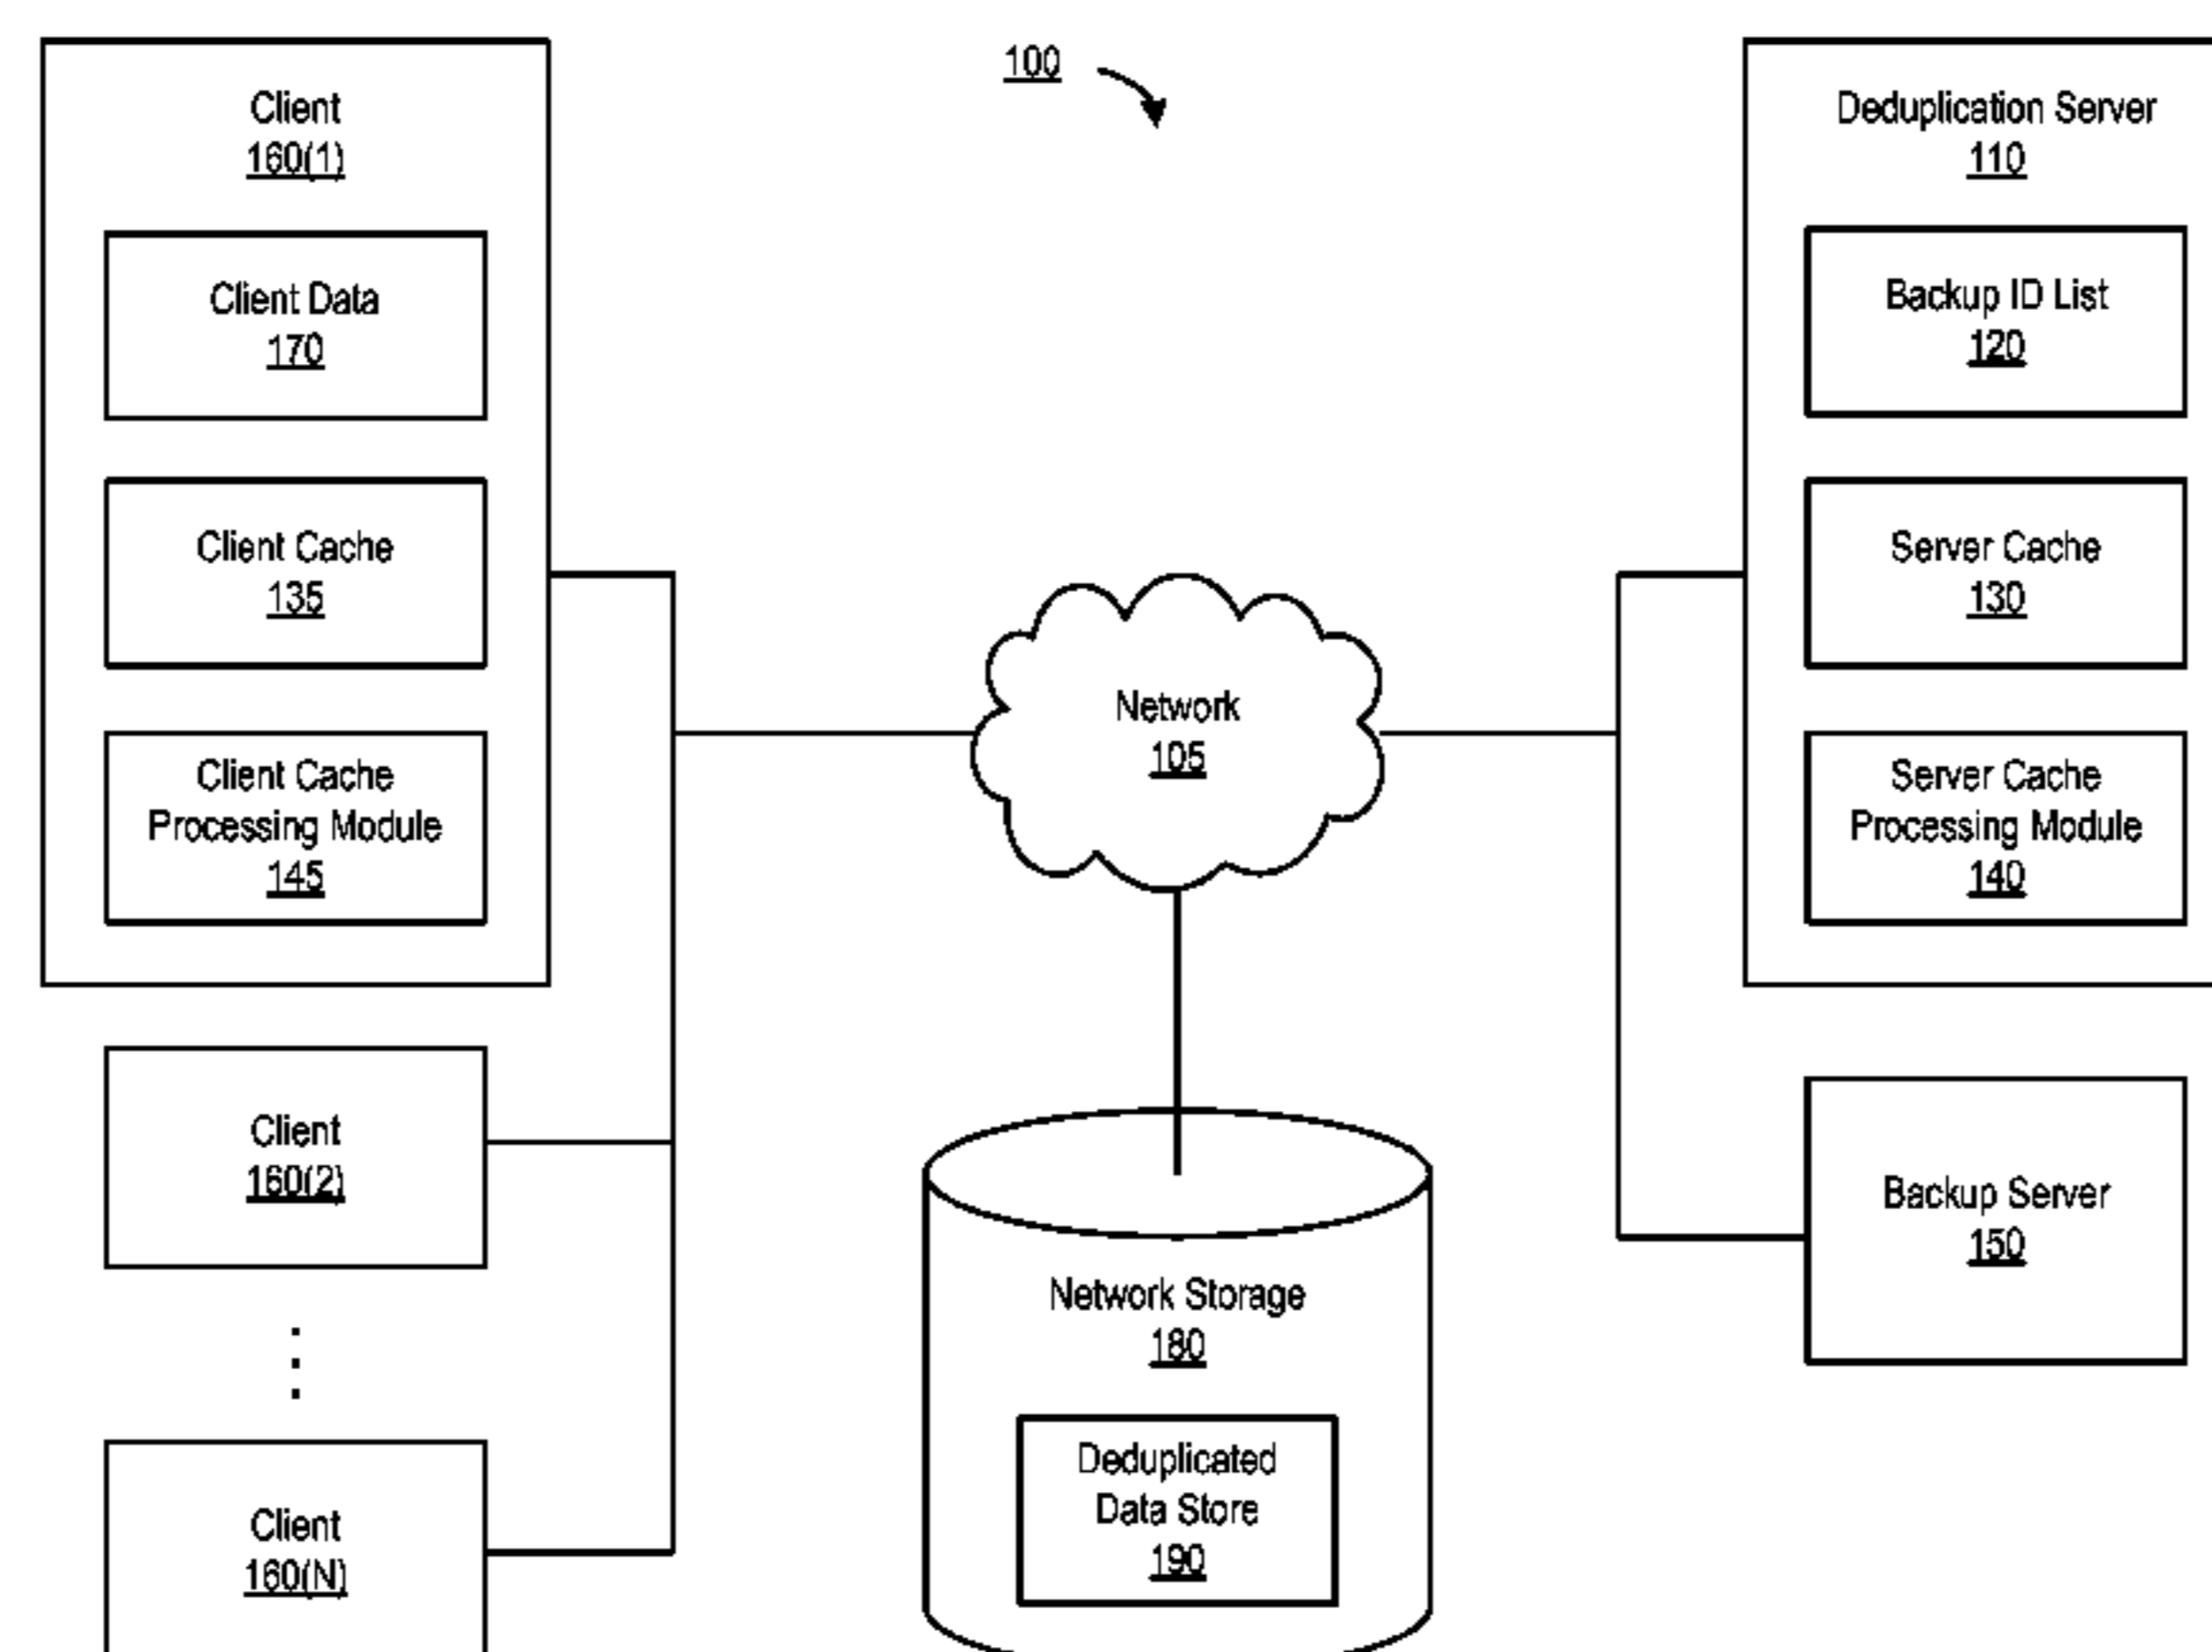 100
Client
160(1)
Client Data
170
Client Cache
135
Client Cache
Processing Module
145
Client
160(2)
Client
160(N)
Network
105
Network Storage
180
Deduplicated
Data Store
190
Deduplication Server
110
Backup ID List
120
Server Cache
130
Server Cache
Processing Module
140
Backup Server
150